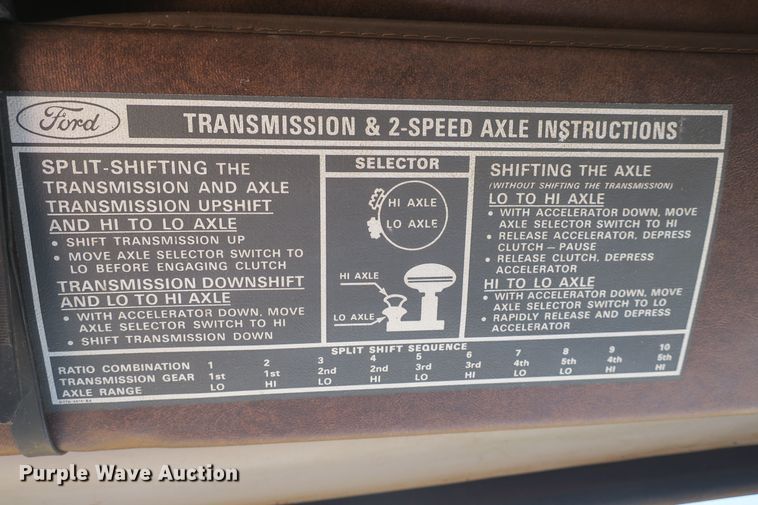 Ford
TRANSMISSION & 2-SPEED AXLE INSTRUCTIONS
SPLIT-SHIFTING THE
TRANSMISSION AND AXLE
TRANSMISSION UPSHIFT
AND HI TO LO AXLE
• SHIFT TRANSMISSION UP
• MOVE AXLE SELECTOR SWITCH TO
LO BEFORE ENGAGING CLUTCH
TRANSMISSION DOWNSHIFT
AND LO TO HI AXLE
• WITH ACCELERATOR DOWN, MOVE
AXLE SELECTOR SWITCH TO HI
• SHIFT TRANSMISSION DOWN
SELECTOR
HI AXLE
LO AXLE
HI AXLE
LO AXLE
SHIFTING THE AXLE
(WITHOUT SHIFTING THE TRANSMISSION)
LO TO HI AXLE
• WITH ACCELERATOR DOWN, MOVE
AXLE SELECTOR SWITCH TO HI
• RELEASE ACCELERATOR, DEPRESS
CLUTCH – PAUSE
• RELEASE CLUTCH, DEPRESS
ACCELERATOR
HI TO LO AXLE
• WITH ACCELERATOR DOWN, MOVE
AXLE SELECTOR SWITCH TO LO
• RAPIDLY RELEASE AND DEPRESS
ACCELERATOR
SPLIT SHIFT SEQUENCE
RATIO COMBINATION 1 2 3 4 5 6 7 8 9 10
TRANSMISSION GEAR 1st 1st 2nd 2nd 3rd 3rd 4th 5th 4th 5th
AXLE RANGE LO HI LO HI LO HI LO LO HI HI
Purple Wave Auction